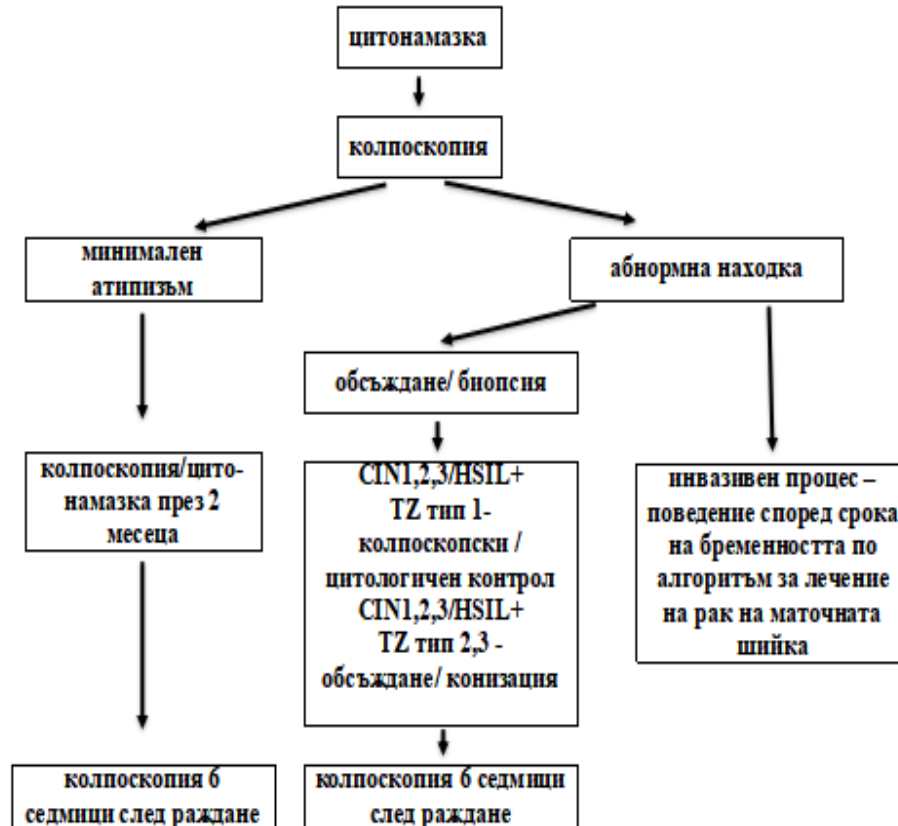 цитонамазка
колпоскопия
минимален
атипизъм
абнормна находка
обсъждане/ биопсия
колпоскопия/цито-
намазка през 2
месеца
CIN1,2,3/HSIL+
TZ тип 1-
колпоскопски /
цитологичен контрол
CIN1,2,3/HSIL+
TZ тип 2,3 -
обсъждане/ конизация
инвазивен процес –
поведение според срока
на бременността по
алгоритъм за лечение
на рак на маточната
шийка
колпоскопия 6
седмици след раждане
колпоскопия 6 седмици
след раждане